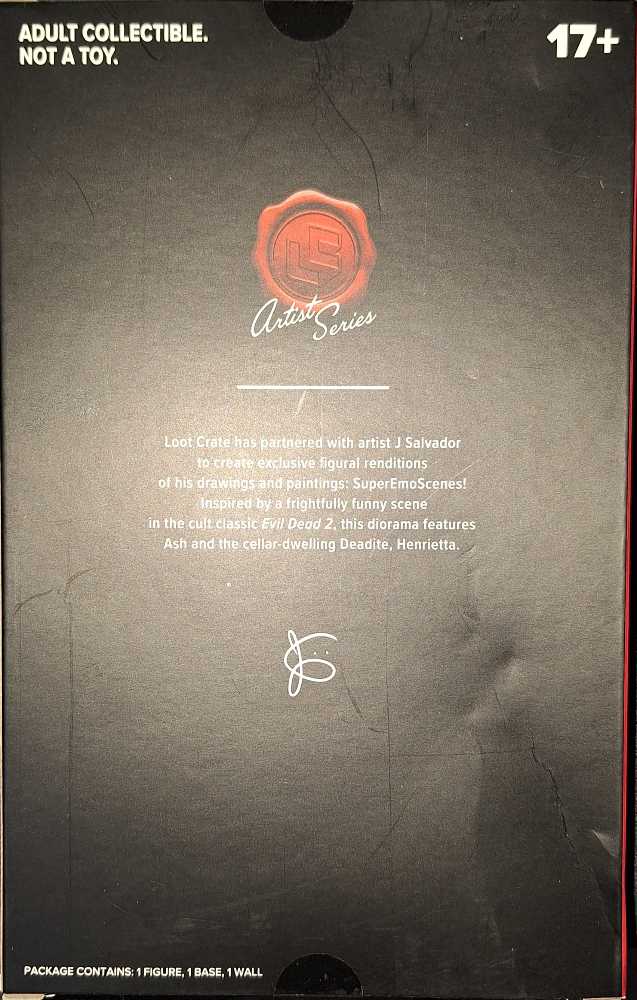 ADULT COLLECTIBLE.
NOT A TOY.
17+
LC
Artist
Series
Loot Crate has partnered with artist J Salvador
to create exclusive figural renditions
of his drawings and paintings: SuperEmoScenes!
Inspired by a frightfully funny scene
in the cult classic Evil Dead 2, this diorama features
Ash and the cellar-dwelling Deadite, Henrietta.
PACKAGE CONTAINS: 1 FIGURE, 1 BASE, 1 WALL